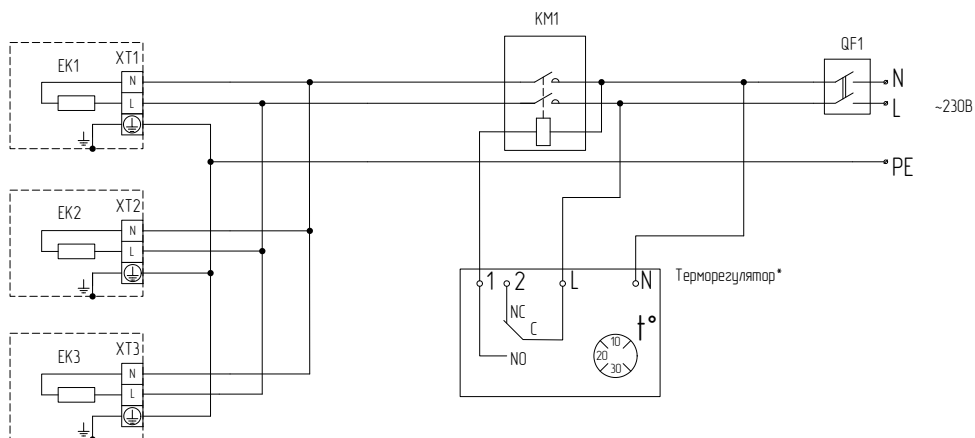 KM1
QF1
EK1
XT1
N
L
N
L
~230В
PE
EK2
XT2
N
L
EK3
XT3
N
L
1
2
L
N
Терморегулятор*
NC
C
NO
t°
10
20
30